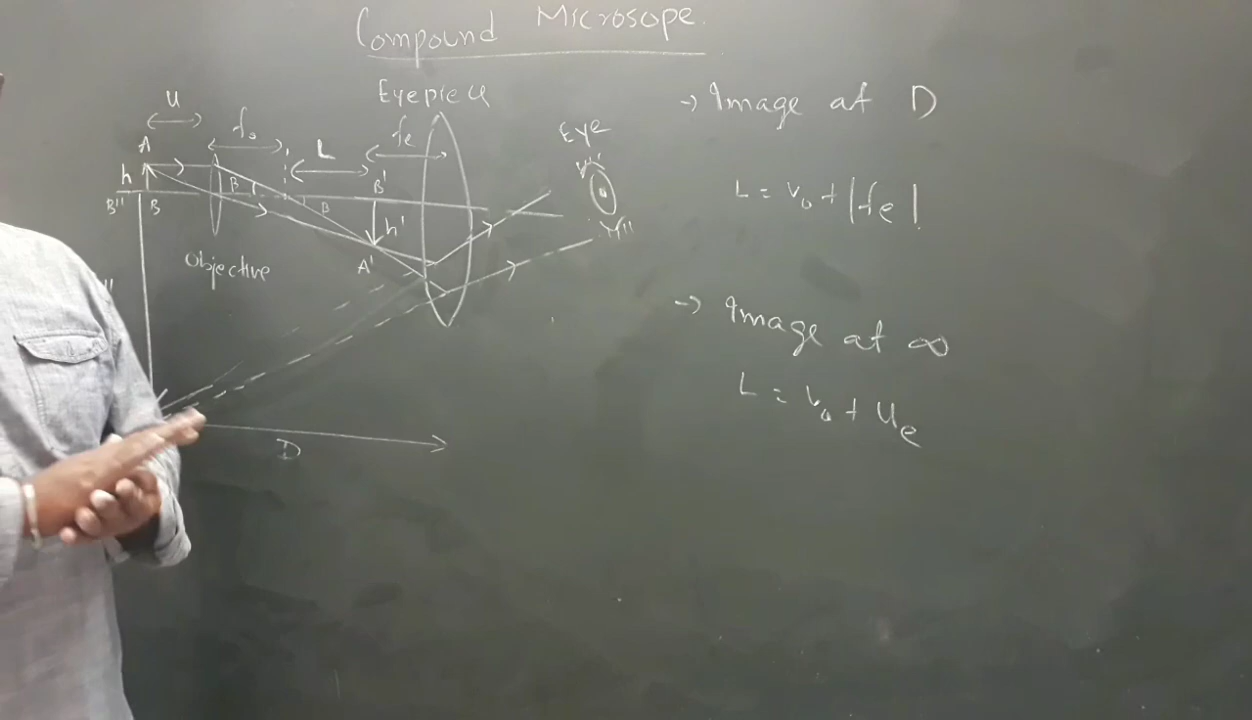 Compound Microsope.
Eyepiece
u
fo
L
fe
Eye
A
h
B''
B
B
B
B'
h'
A'
Objective
D
→ Image at D
L = vo + |fe|
→ Image at ∞
L = vo + ue